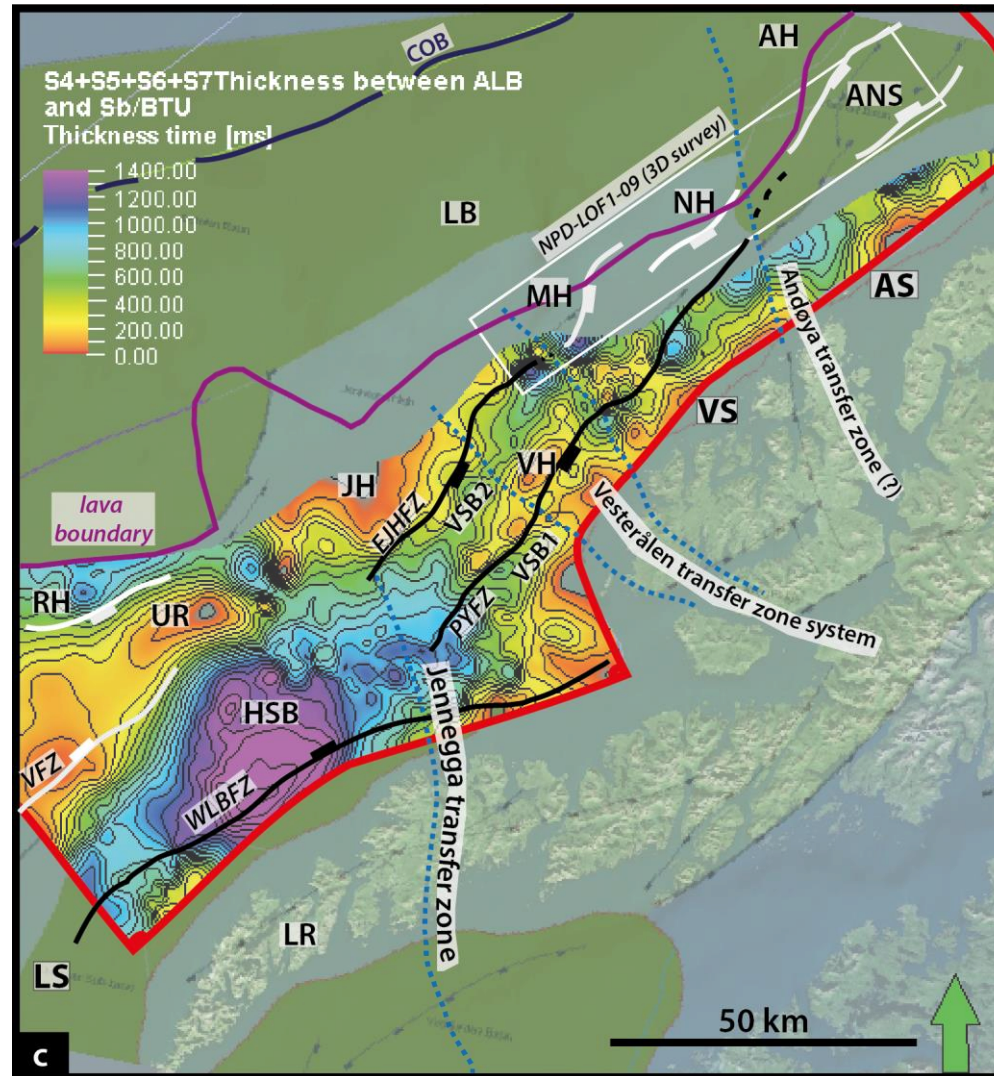 COB
AH
S4+S5+S6+S7Thickness between ALB
and Sb/BTU
Thickness time [ms]
1400.00
1200.00
1000.00
800.00
600.00
400.00
200.00
0.00
ANS
NPD-LOF1-09 (3D survey)
LB
NH
MH
AS
Andøya transfer zone (?)
VS
JH
EJHFZ
VSB2
VH
VSB1
PYFZ
Vesterålen transfer zone system
lava
boundary
RH
UR
HSB
VFZ
WLBFZ
Jennegga transfer zone
LR
LS
50 km
c